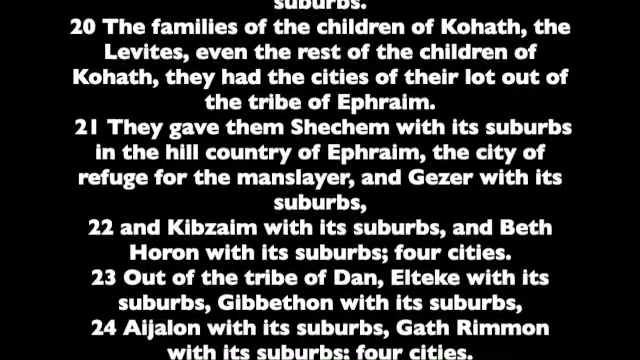 suburbs.
20 The families of the children of Kohath, the
Levites, even the rest of the children of
Kohath, they had the cities of their lot out of
the tribe of Ephraim.
21 They gave them Shechem with its suburbs
in the hill country of Ephraim, the city of
refuge for the manslayer, and Gezer with its
suburbs,
22 and Kibzaim with its suburbs, and Beth
Horon with its suburbs; four cities.
23 Out of the tribe of Dan, Elteke with its
suburbs, Gibbethon with its suburbs,
24 Aijalon with its suburbs, Gath Rimmon
with its suburbs; four cities.